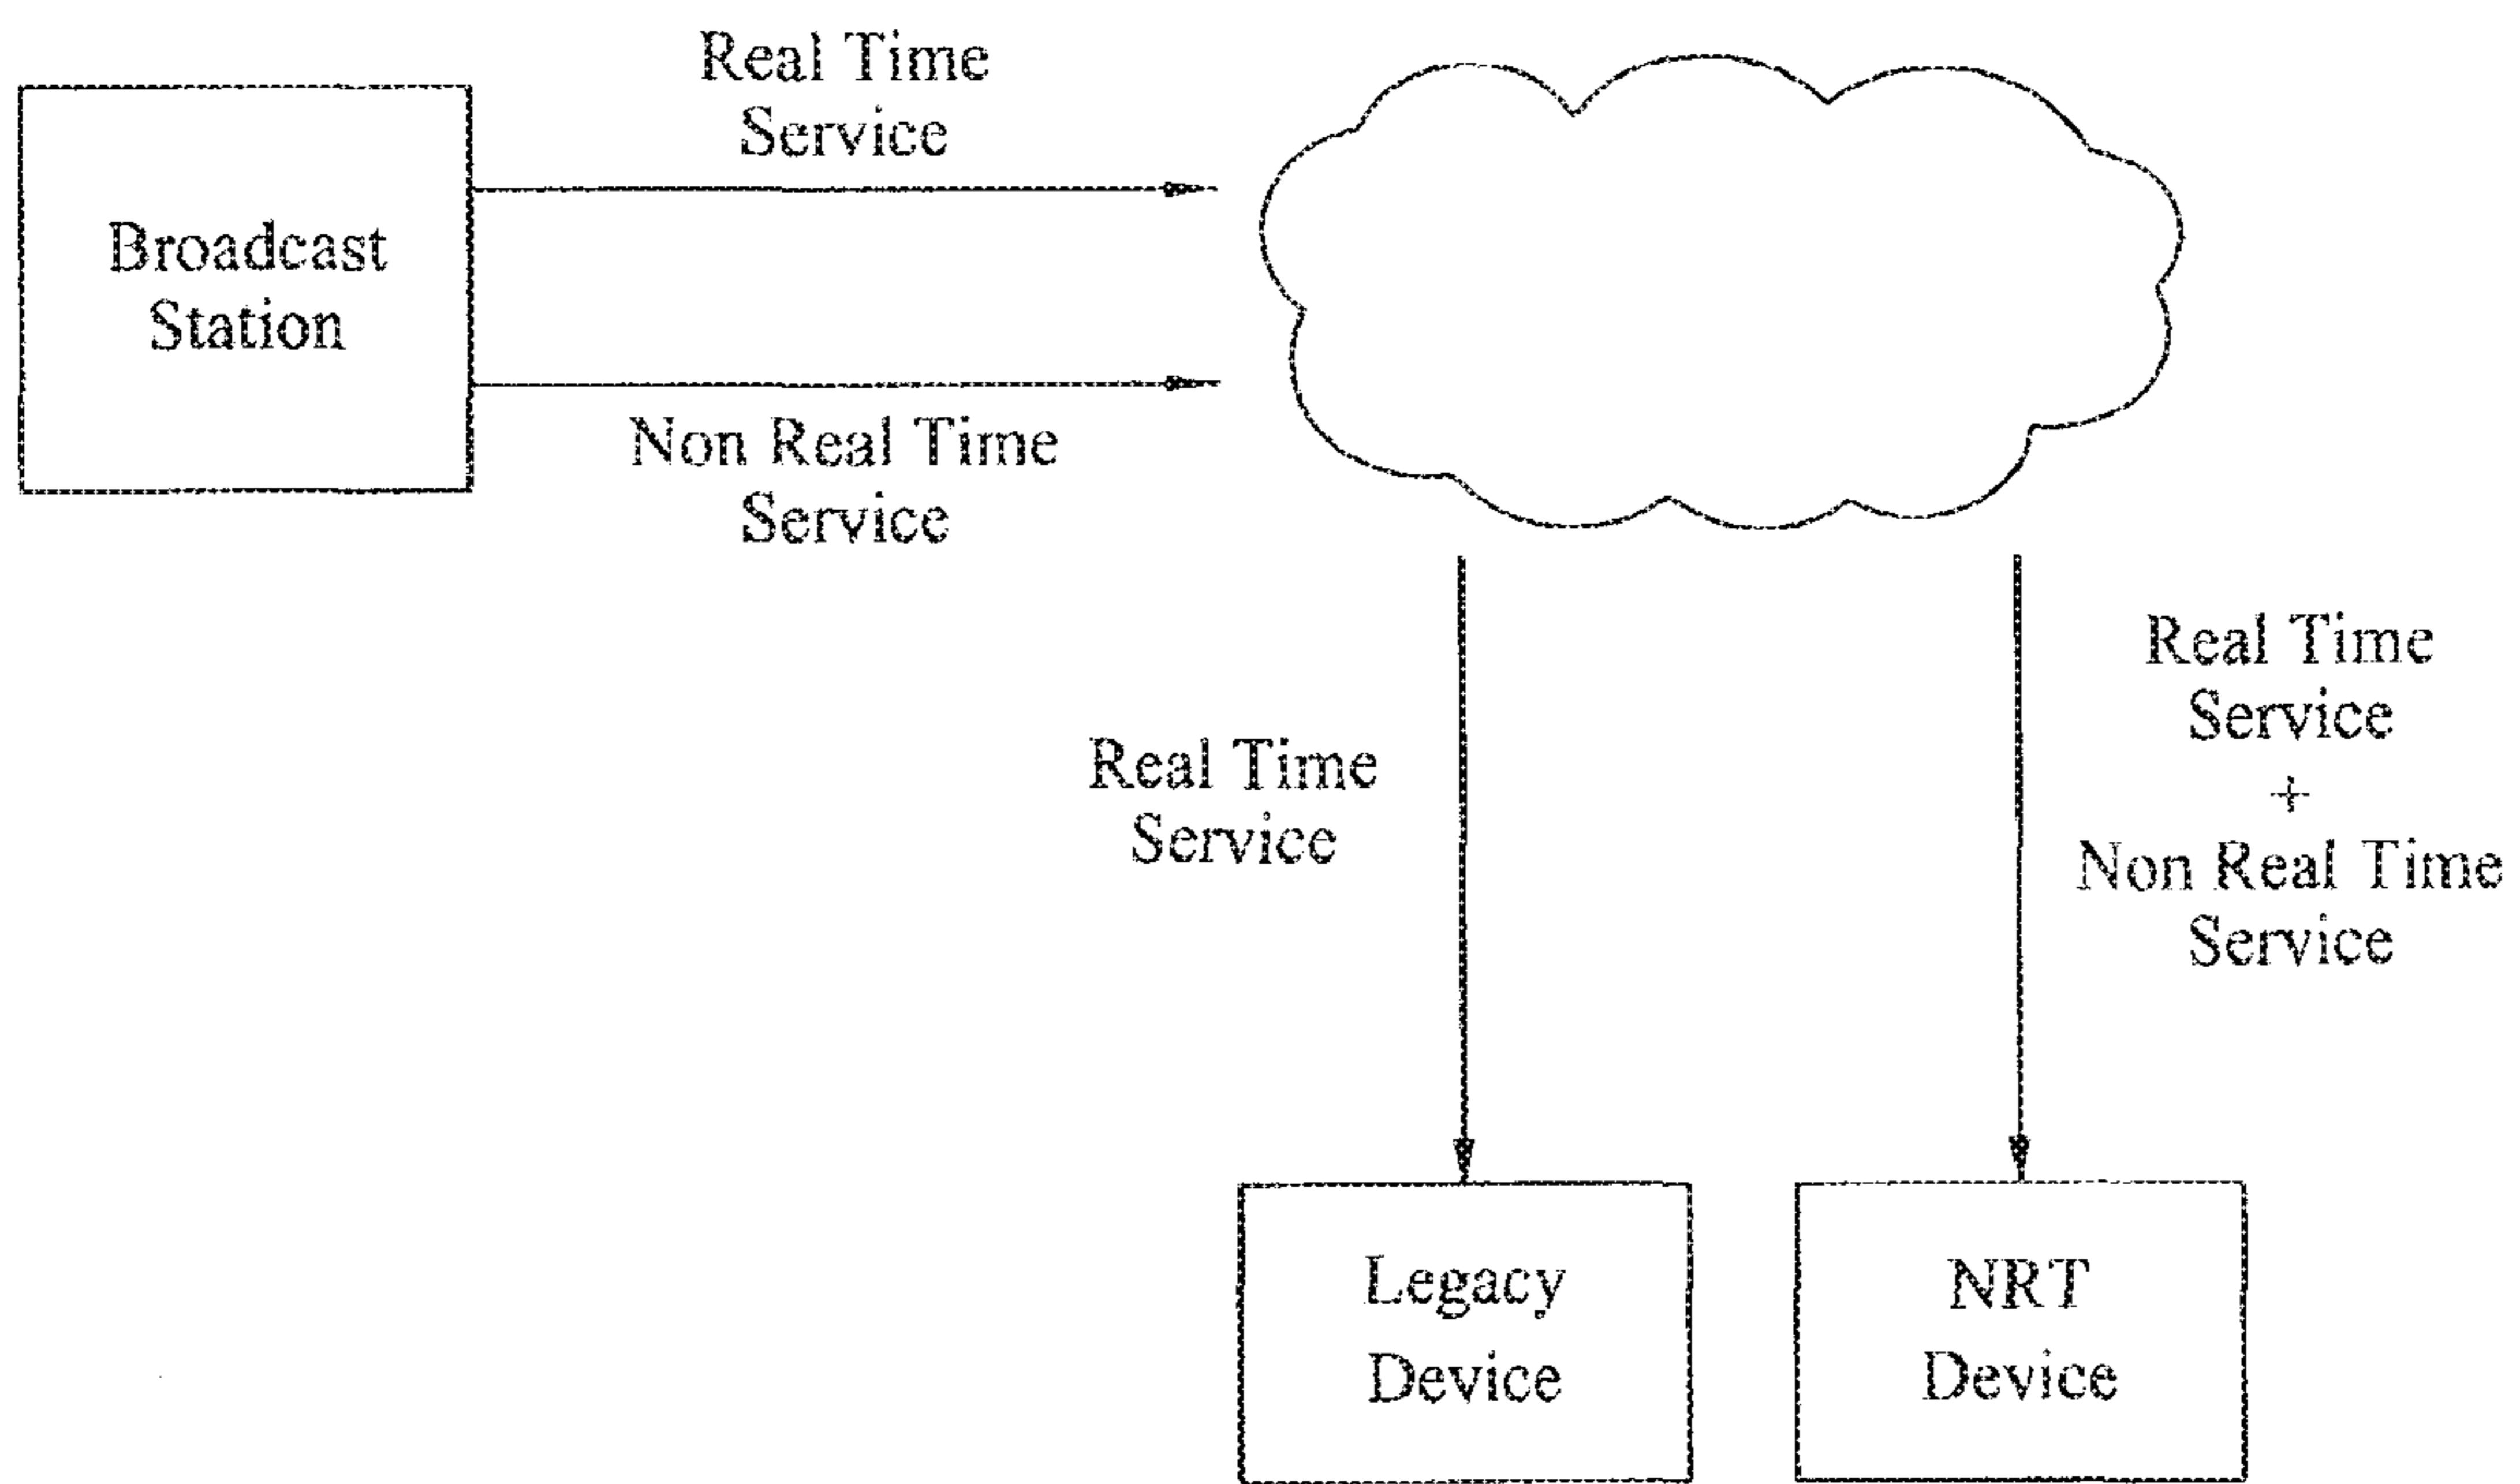 Real Time
Service
Broadcast
Station
Non Real Time
Service
Real Time
Service
Real Time
Service
+
Non Real Time
Service
Legacy
Device
NRT
Device